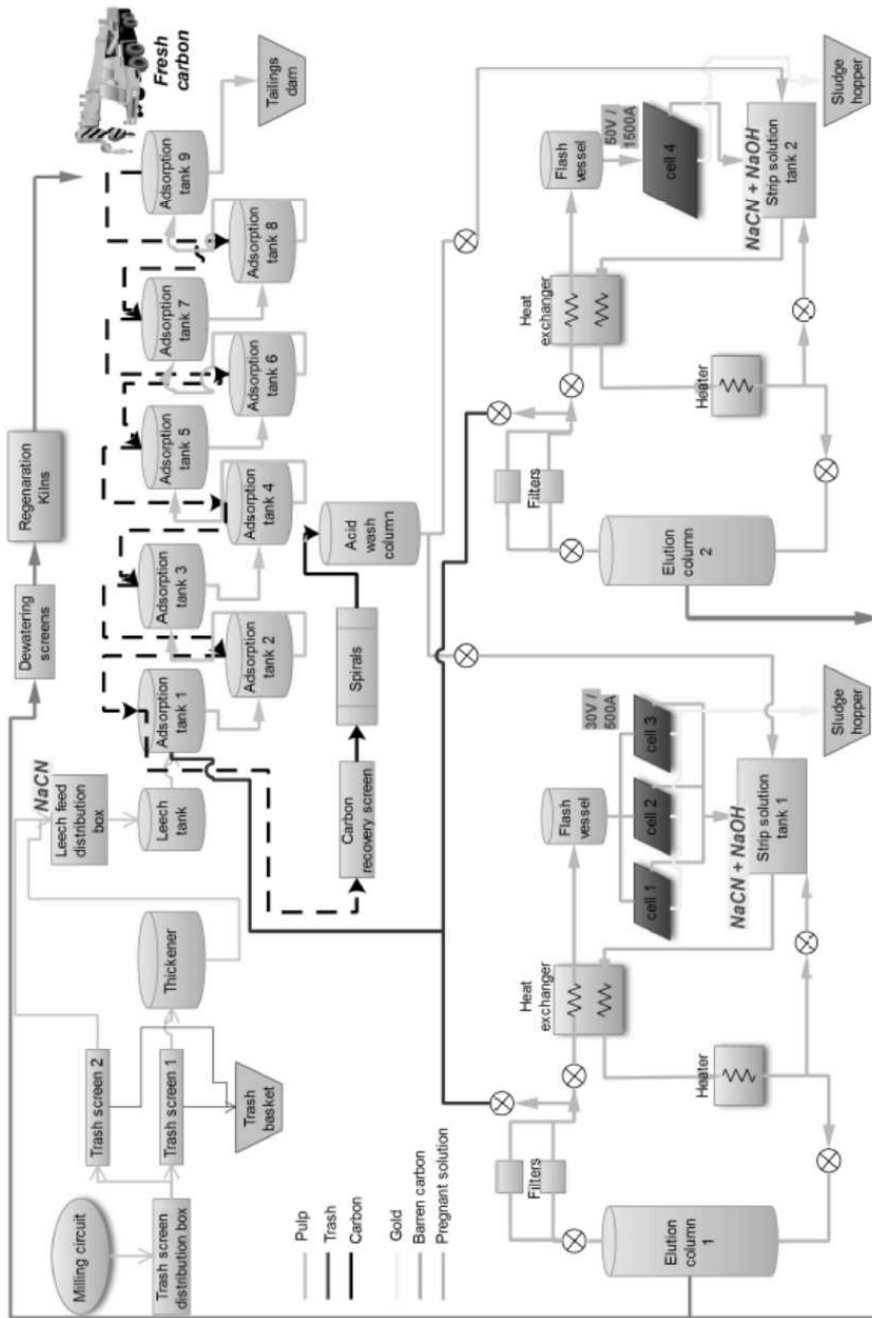 Milling circuit
Trash screen
distribution box
Trash screen 2
Trash screen 1
Trash
basket
Thickener
NaCN
Leech feed
distribution
box
Leech
tank
Dewatering
screens
Regenaration
Kilns
Fresh
carbon
Adsorption
tank 1
Adsorption
tank 2
Adsorption
tank 3
Adsorption
tank 4
Adsorption
tank 5
Adsorption
tank 6
Adsorption
tank 7
Adsorption
tank 8
Adsorption
tank 9
Tailings
dam
Carbon
recovery screen
Spirals
Acid
wash
column
Pulp
Trash
Carbon
Gold
Barren carbon
Pregnant solution
Elution
column
1
Filters
Heat
exchanger
Heater
Flash
vessel
30V /
500A
cell 1
cell 2
cell 3
NaCN + NaOH
Strip solution
tank 1
Sludge
hopper
Elution
column
2
Filters
Heat
exchanger
Heater
Flash
vessel
50V /
1500A
cell 4
NaCN + NaOH
Strip solution
tank 2
Sludge
hopper